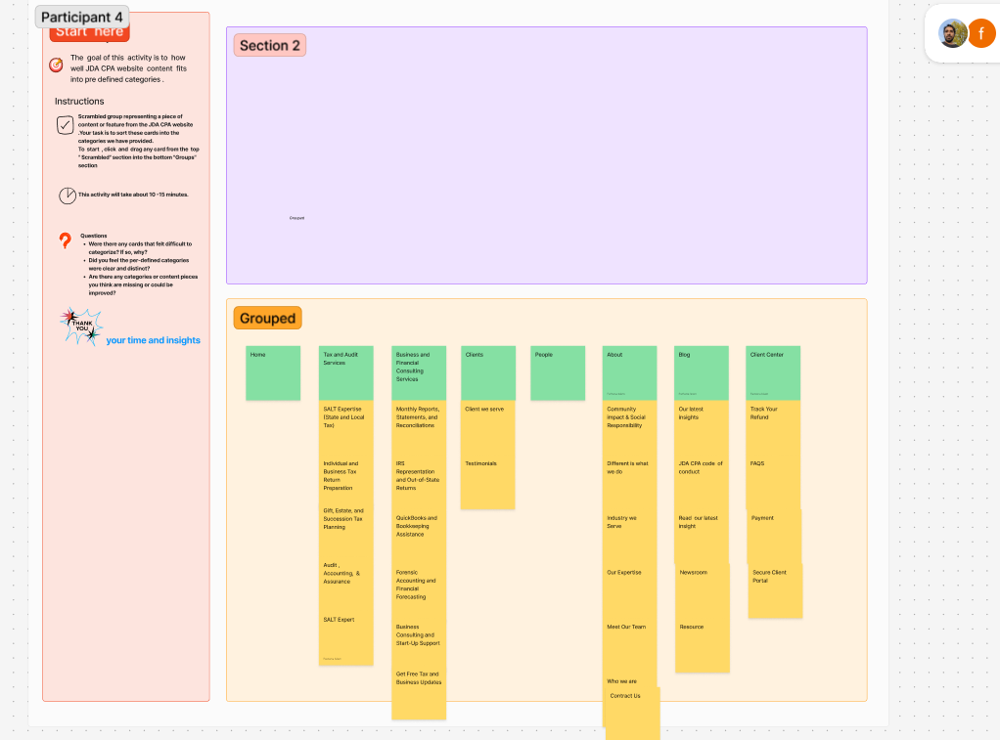 Participant 4
Start here
The goal of this activity is to how
well JDA CPA website content fits
into pre defined categories .
Instructions
Scrambled group representing a piece of
content or feature from the JDA CPA website
.Your task is to sort these cards into the
categories we have provided.
To start , click and drag any card from the top
"Scrambled" section into the bottom "Groups"
section
This activity will take about 10 -15 minutes.
Questions
Were there any cards that felt difficult to
categorize? If so, why?
Did you feel the per-defined categories
were clear and distinct?
Are there any categories or content pieces
you think are missing or could be
improved?
THANK
YOU
your time and insights
Section 2
Grouped
f
Grouped
Home
Tax and Audit
Services
SALT Expertise
(State and Local
Tax)
Individual and
Business Tax
Return
Preparation
Gift, Estate, and
Succession Tax
Planning
Audit ,
Accounting, &
Assurance
SALT Expert
Business and
Financial
Consulting
Services
Monthly Reports,
Statements, and
Reconciliations
IRS
Representation
and Out-of-State
Returns
QuickBooks and
Bookkeeping
Assistance
Forensic
Accounting and
Financial
Forecasting
Business
Consulting and
Start-Up Support
Get Free Tax and
Business Updates
Clients
Client we serve
Testimonials
People
About
Community
Impact & Social
Responsibility
Different is what
we do
Industry we
Serve
Our Expertise
Meet Our Team
Who we are
Contract Us
Blog
Our latest
insights
JDA CPA code of
conduct
Read our latest
insight
Newsroom
Resource
Client Center
Track Your
Refund
FAQS
Payment
Secure Client
Portal